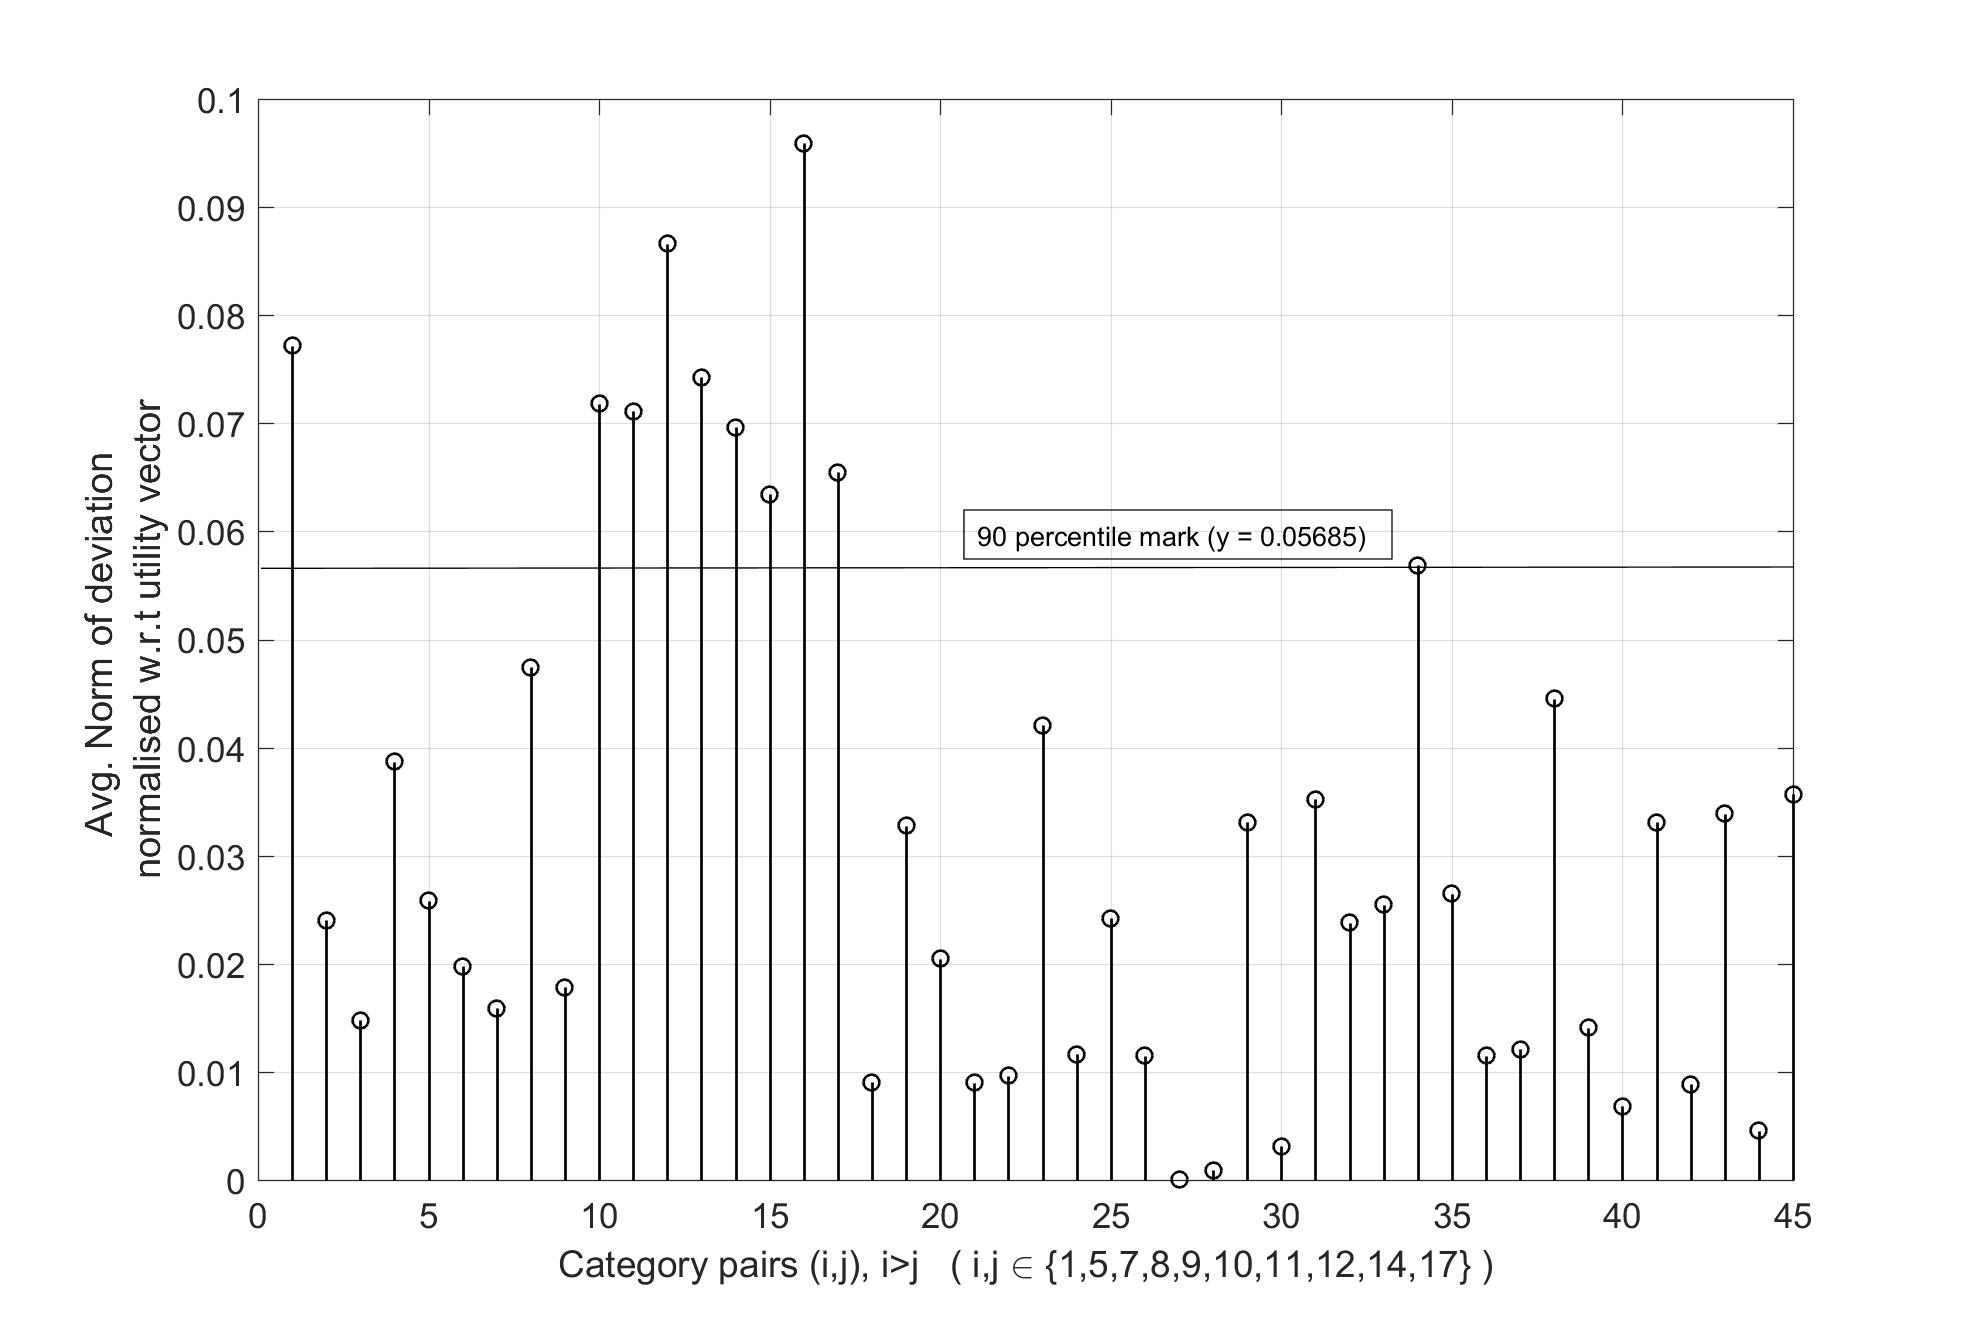 0.1
0.09
0.08
0.07
0.06
0.05
0.04
0.03
0.02
0.01
0
Avg. Norm of deviation
normalised w.r.t utility vector
90 percentile mark (y = 0.05685)
0 5 10 15 20 25 30 35 40 45
Category pairs (i,j), i>j ( i,j ∈ {1,5,7,8,9,10,11,12,14,17} )